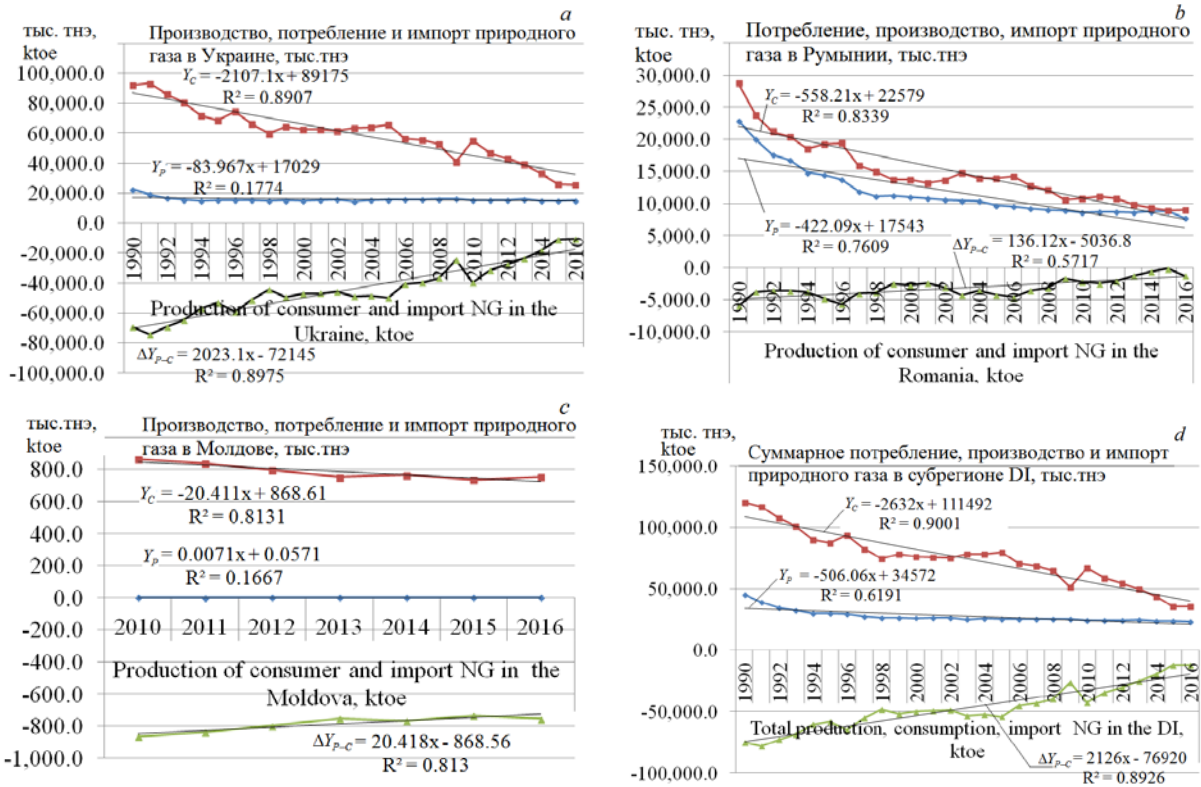 a
тыс. тнэ,
ktoe
Производство, потребление и импорт природного
газа в Украине, тыс.тнэ
100,000.0
80,000.0
60,000.0
40,000.0
20,000.0
0.0
-20,000.0
-40,000.0
-60,000.0
-80,000.0
-100,000.0
Y_C = -2107.1x + 89175
R² = 0.8907
Y_P = -83.967x + 17029
R² = 0.1774
1990 1992 1994 1996 1998 2000 2002 2004 2006 2008 2010 2012 2014 2016
Production of consumer and import NG in the
Ukraine, ktoe
ΔY_P–C = 2023.1x - 72145
R² = 0.8975
b
тыс. тнэ,
ktoe
Потребление, производство, импорт природного
газа в Румынии, тыс.тнэ
30,000.0
25,000.0
20,000.0
15,000.0
10,000.0
5,000.0
0.0
-5,000.0
-10,000.0
Y_C = -558.21x + 22579
R² = 0.8339
Y_P = -422.09x + 17543
R² = 0.7609
ΔY_P–C = 136.12x - 5036.8
R² = 0.5717
1990 1992 1994 1996 1998 2000 2002 2004 2006 2008 2010 2012 2014 2016
Production of consumer and import NG in the
Romania, ktoe
c
тыс.тнэ,
ktoe
Производство, потребление и импорт природного
газа в Молдове, тыс.тнэ
800.0
600.0
400.0
200.0
0.0
-200.0
-400.0
-600.0
-800.0
-1,000.0
Y_C = -20.411x + 868.61
R² = 0.8131
Y_P = 0.0071x + 0.0571
R² = 0.1667
2010 2011 2012 2013 2014 2015 2016
Production of consumer and import NG in the
Moldova, ktoe
ΔY_P–C = 20.418x - 868.56
R² = 0.813
d
тыс. тнэ,
ktoe
Суммарное потребление, производство и импорт
природного газа в субрегионе DI, тыс.тнэ
150,000.0
100,000.0
50,000.0
0.0
-50,000.0
-100,000.0
Y_C = -2632x + 111492
R² = 0.9001
Y_P = -506.06x + 34572
R² = 0.6191
1990 1992 1994 1996 1998 2000 2002 2004 2006 2008 2010 2012 2014 2016
Total production, consumption, import NG in the DI,
ktoe
ΔY_P–C = 2126x - 76920
R² = 0.8926